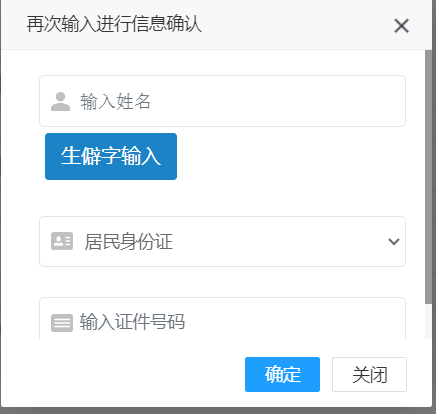 再次输入进行信息确认
输入姓名
生僻字输入
居民身份证
输入证件号码
确定
关闭